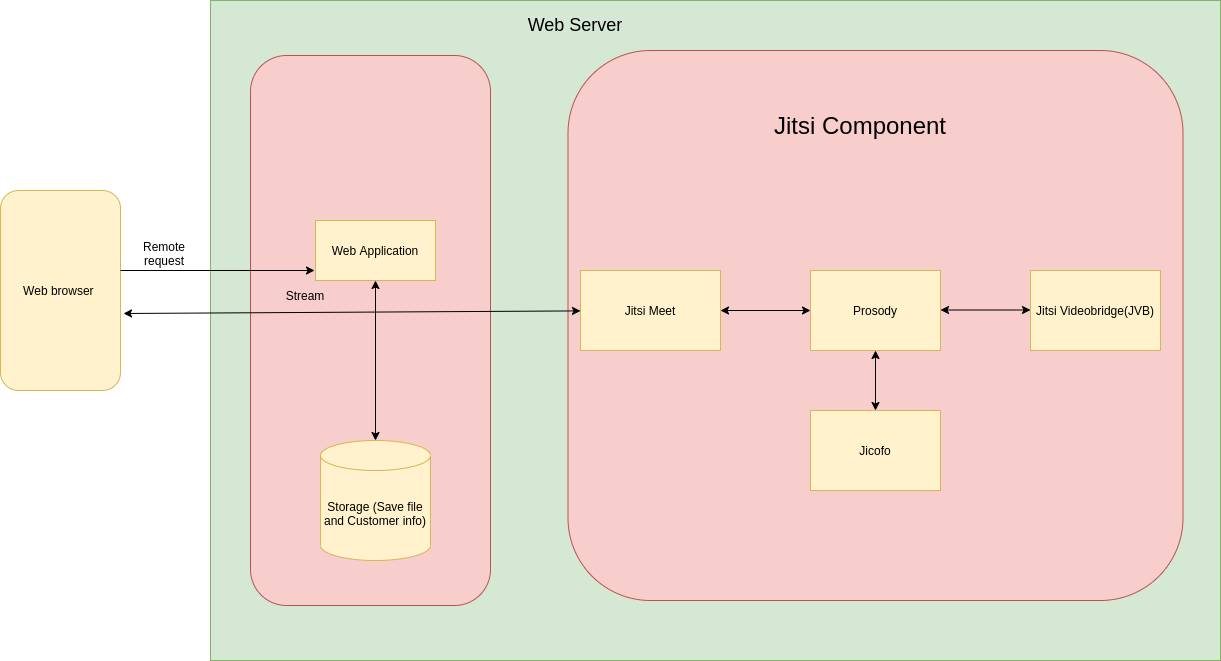 Web Server
Jitsi Component
Remote
request
Web Application
Web browser
Stream
Jitsi Meet
Prosody
Jitsi Videobridge(JVB)
Jicofo
Storage (Save file
and Customer info)